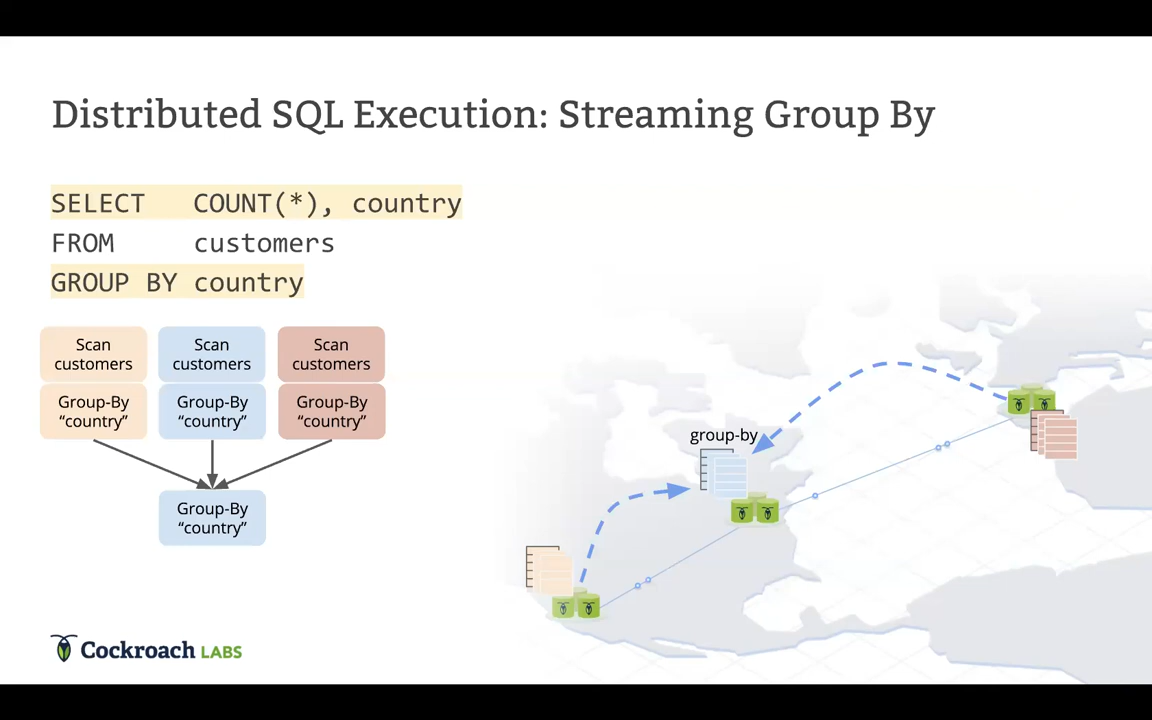 Distributed SQL Execution: Streaming Group By
SELECT COUNT(*), country
FROM customers
GROUP BY country
Scan
customers
Scan
customers
Scan
customers
Group-By
“country”
Group-By
“country”
Group-By
“country”
Group-By
“country”
group-by
Cockroach LABS